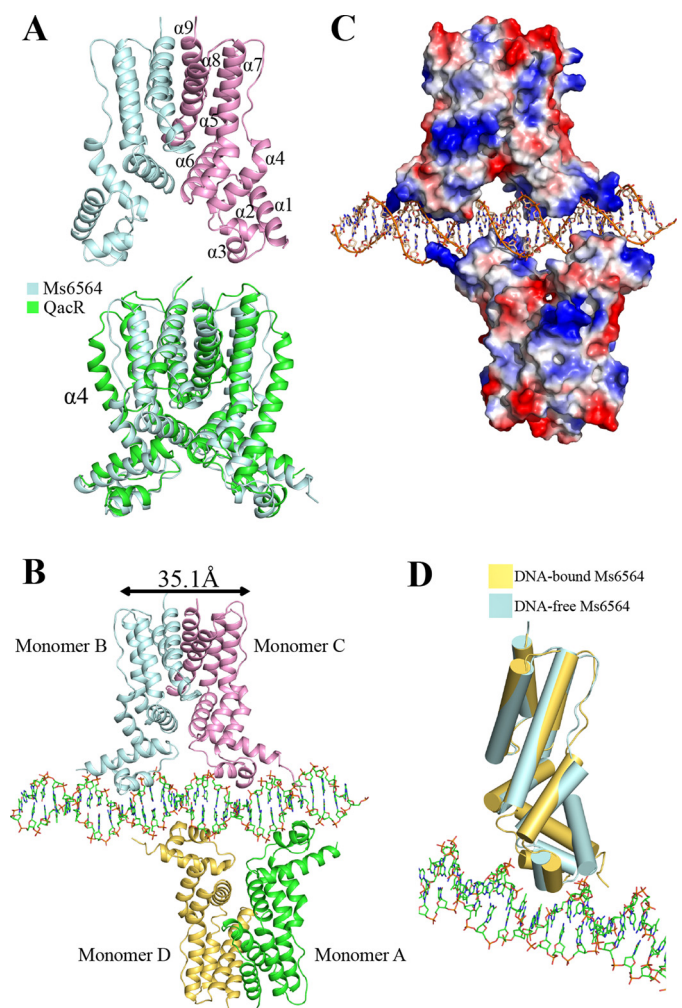 A
α9
α8
α7
α5
α6
α4
α2
α1
α3
Ms6564
QacR
α4
B
35.1Å
Monomer B
Monomer C
Monomer D
Monomer A
C
D
DNA-bound Ms6564
DNA-free Ms6564